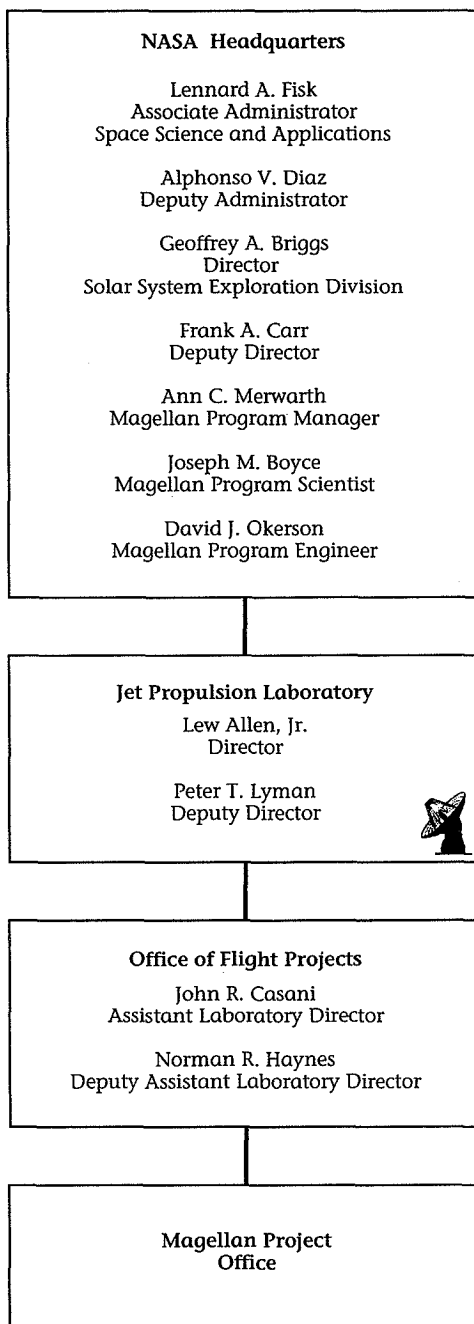 NASA Headquarters
Lennard A. Fisk
Associate Administrator
Space Science and Applications
Alphonso V. Diaz
Deputy Administrator
Geoffrey A. Briggs
Director
Solar System Exploration Division
Frank A. Carr
Deputy Director
Ann C. Merwarth
Magellan Program Manager
Joseph M. Boyce
Magellan Program Scientist
David J. Okerson
Magellan Program Engineer
Jet Propulsion Laboratory
Lew Allen, Jr.
Director
Peter T. Lyman
Deputy Director
Office of Flight Projects
John R. Casani
Assistant Laboratory Director
Norman R. Haynes
Deputy Assistant Laboratory Director
Magellan Project
Office